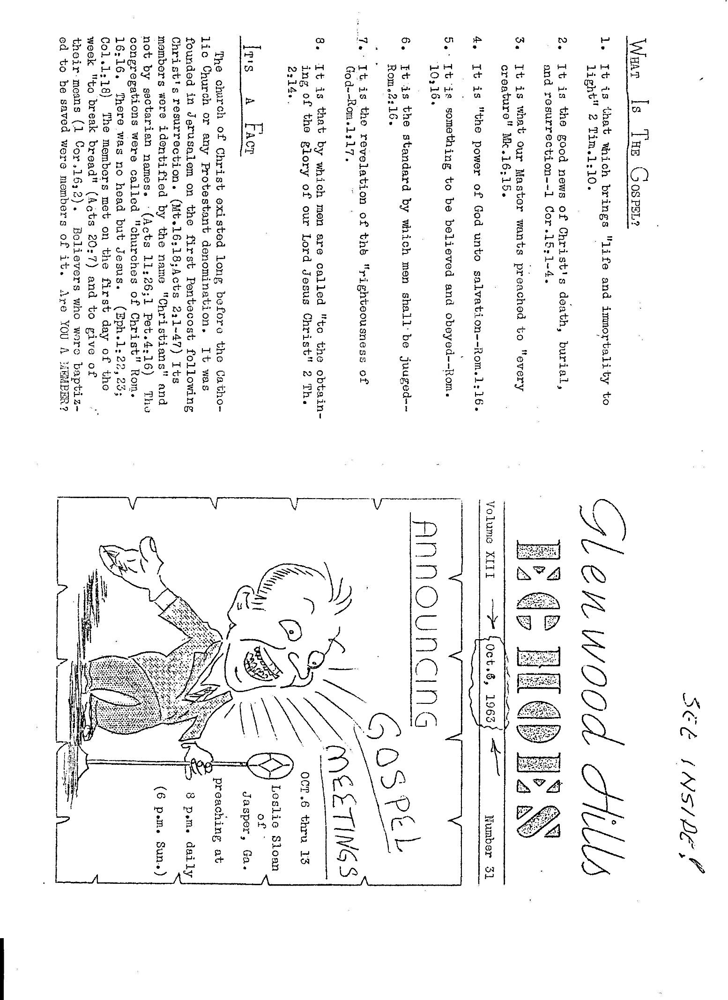 WHAT IS THE GOSPEL?
1. It is that which brings "life and immortality to
light" 2 Tim.1:10.
2. It is the good news of Christ's death, burial,
and resurrection--1 Cor.15:1-4.
3. It is what our Master wants preached to "every
creature" Mk.16:15.
4. It is "the power of God unto salvation--Rom.1:16.
5. It is something to be believed and obeyed--Rom.
10;16.
6. It is the standard by which men shall be juuged--
Rom.2:16.
7. It is the revelation of the "righteousness of
God--Rom.1:17.
8. It is that by which men are called "to the obtain-
ing of the glory of our Lord Jesus Christ" 2 Th.
2:14.
IT'S A FACT
The church of Christ existed long before the Catho-
lic Church or any Protestant denomination. It was
founded in Jerusalem on the first Pentecost following
Christ's resurrection. (Mt.16:18;Acts 2:1-47) Its
members were identified by the name "Christians" and
not by sectarian names. (Acts 11:26;1 Pet.4:16) The
congregations were called "churches of Christ" Rom.
16:16. There was no head but Jesus. (Eph.1:22,23;
Col.1:18) The members met on the first day of the
week "to break bread" (Acts 20:7) and to give of
their means (1 Cor.16;2). Believers who were baptiz-
ed to be saved were members of it. Are YOU A MEMBER?
SEE INSIDE!
Glenwood Hills
ECHOES
Volume XIII Oct.6, 1963 Number 31
ANNOUNCING
GOSPEL
MEETINGS
OCT.6 thru 13
Leslie Sloan
of
Jasper, Ga.
preaching at
8 p.m. daily
(6 p.m. Sun.)